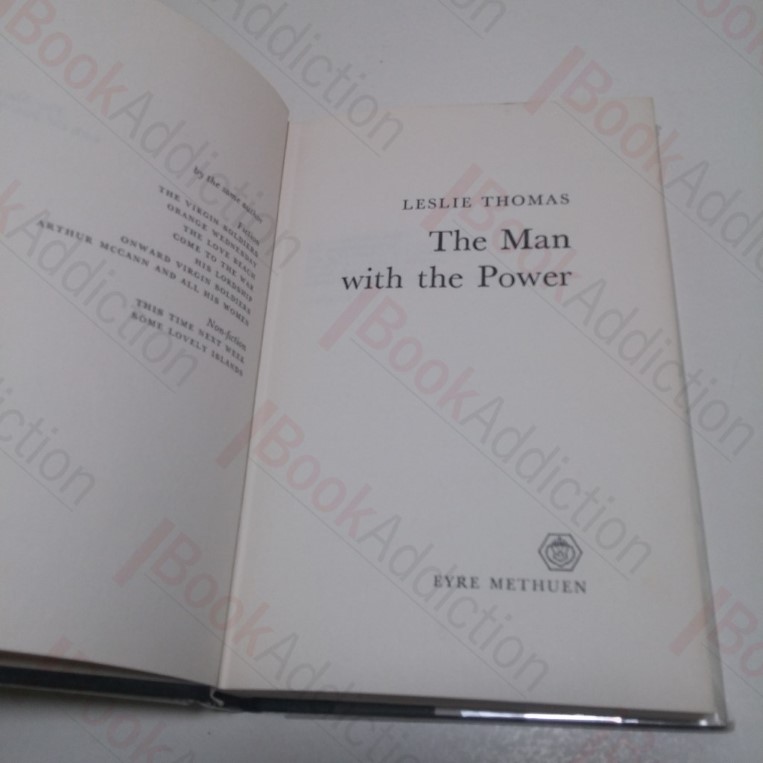 by the same author
Fiction
THE VIRGIN SOLDIERS
ORANGE WEDNESDAY
THE LOVE BEACH
COME TO THE WAR
HIS LORDSHIP
ONWARD VIRGIN SOLDIERS
ARTHUR MCCANN AND ALL HIS WOMEN
Non-fiction
THIS TIME NEXT WEEK
SOME LOVELY ISLANDS
LESLIE THOMAS
The Man
with the Power
EYRE METHUEN
BookAddiction